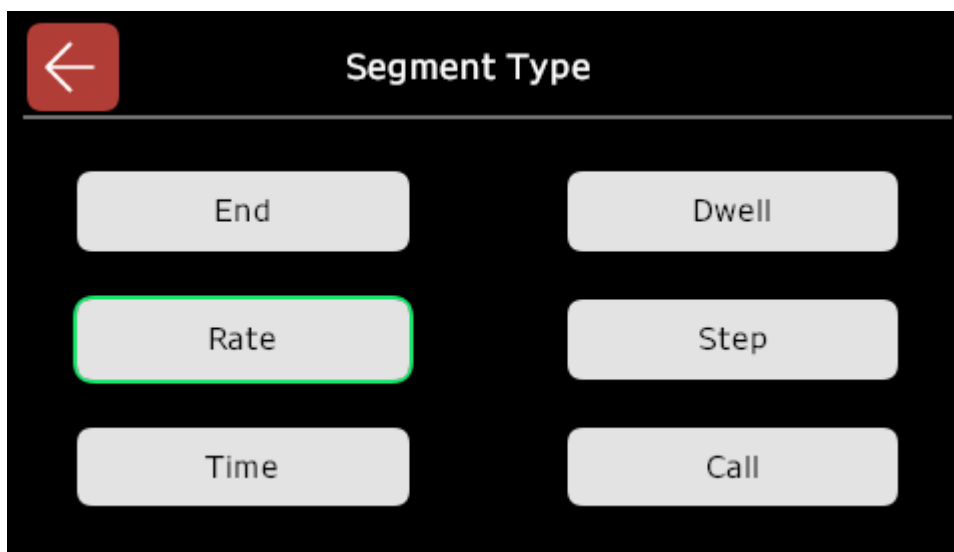 Segment Type
End
Dwell
Rate
Step
Time
Call